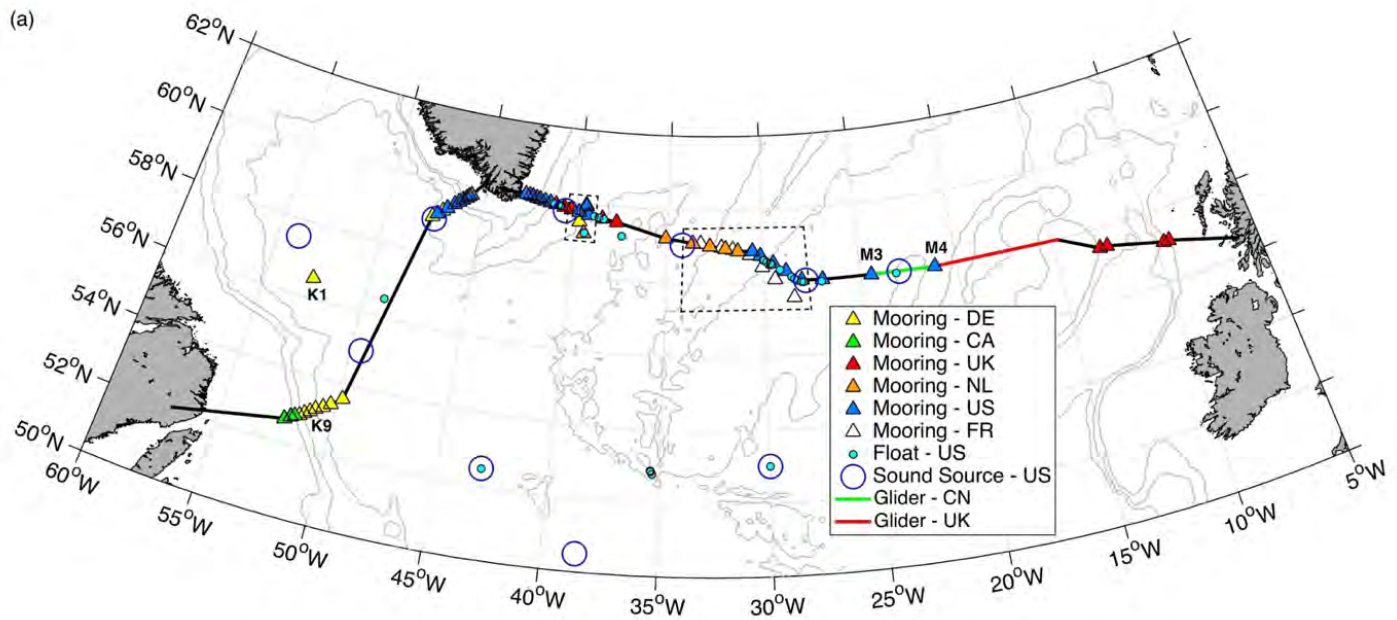 (a)
62°N
60°N
58°N
56°N
54°N
52°N
50°N
60°W
55°W
50°W
45°W
40°W
35°W
30°W
25°W
20°W
15°W
10°W
5°W
K1
K9
M3
M4
Mooring - DE
Mooring - CA
Mooring - UK
Mooring - NL
Mooring - US
Mooring - FR
Float - US
Sound Source - US
Glider - CN
Glider - UK